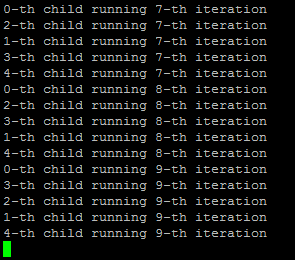 0-th child running 7-th iteration
2-th child running 7-th iteration
1-th child running 7-th iteration
3-th child running 7-th iteration
4-th child running 7-th iteration
0-th child running 8-th iteration
2-th child running 8-th iteration
3-th child running 8-th iteration
1-th child running 8-th iteration
4-th child running 8-th iteration
0-th child running 9-th iteration
3-th child running 9-th iteration
2-th child running 9-th iteration
1-th child running 9-th iteration
4-th child running 9-th iteration